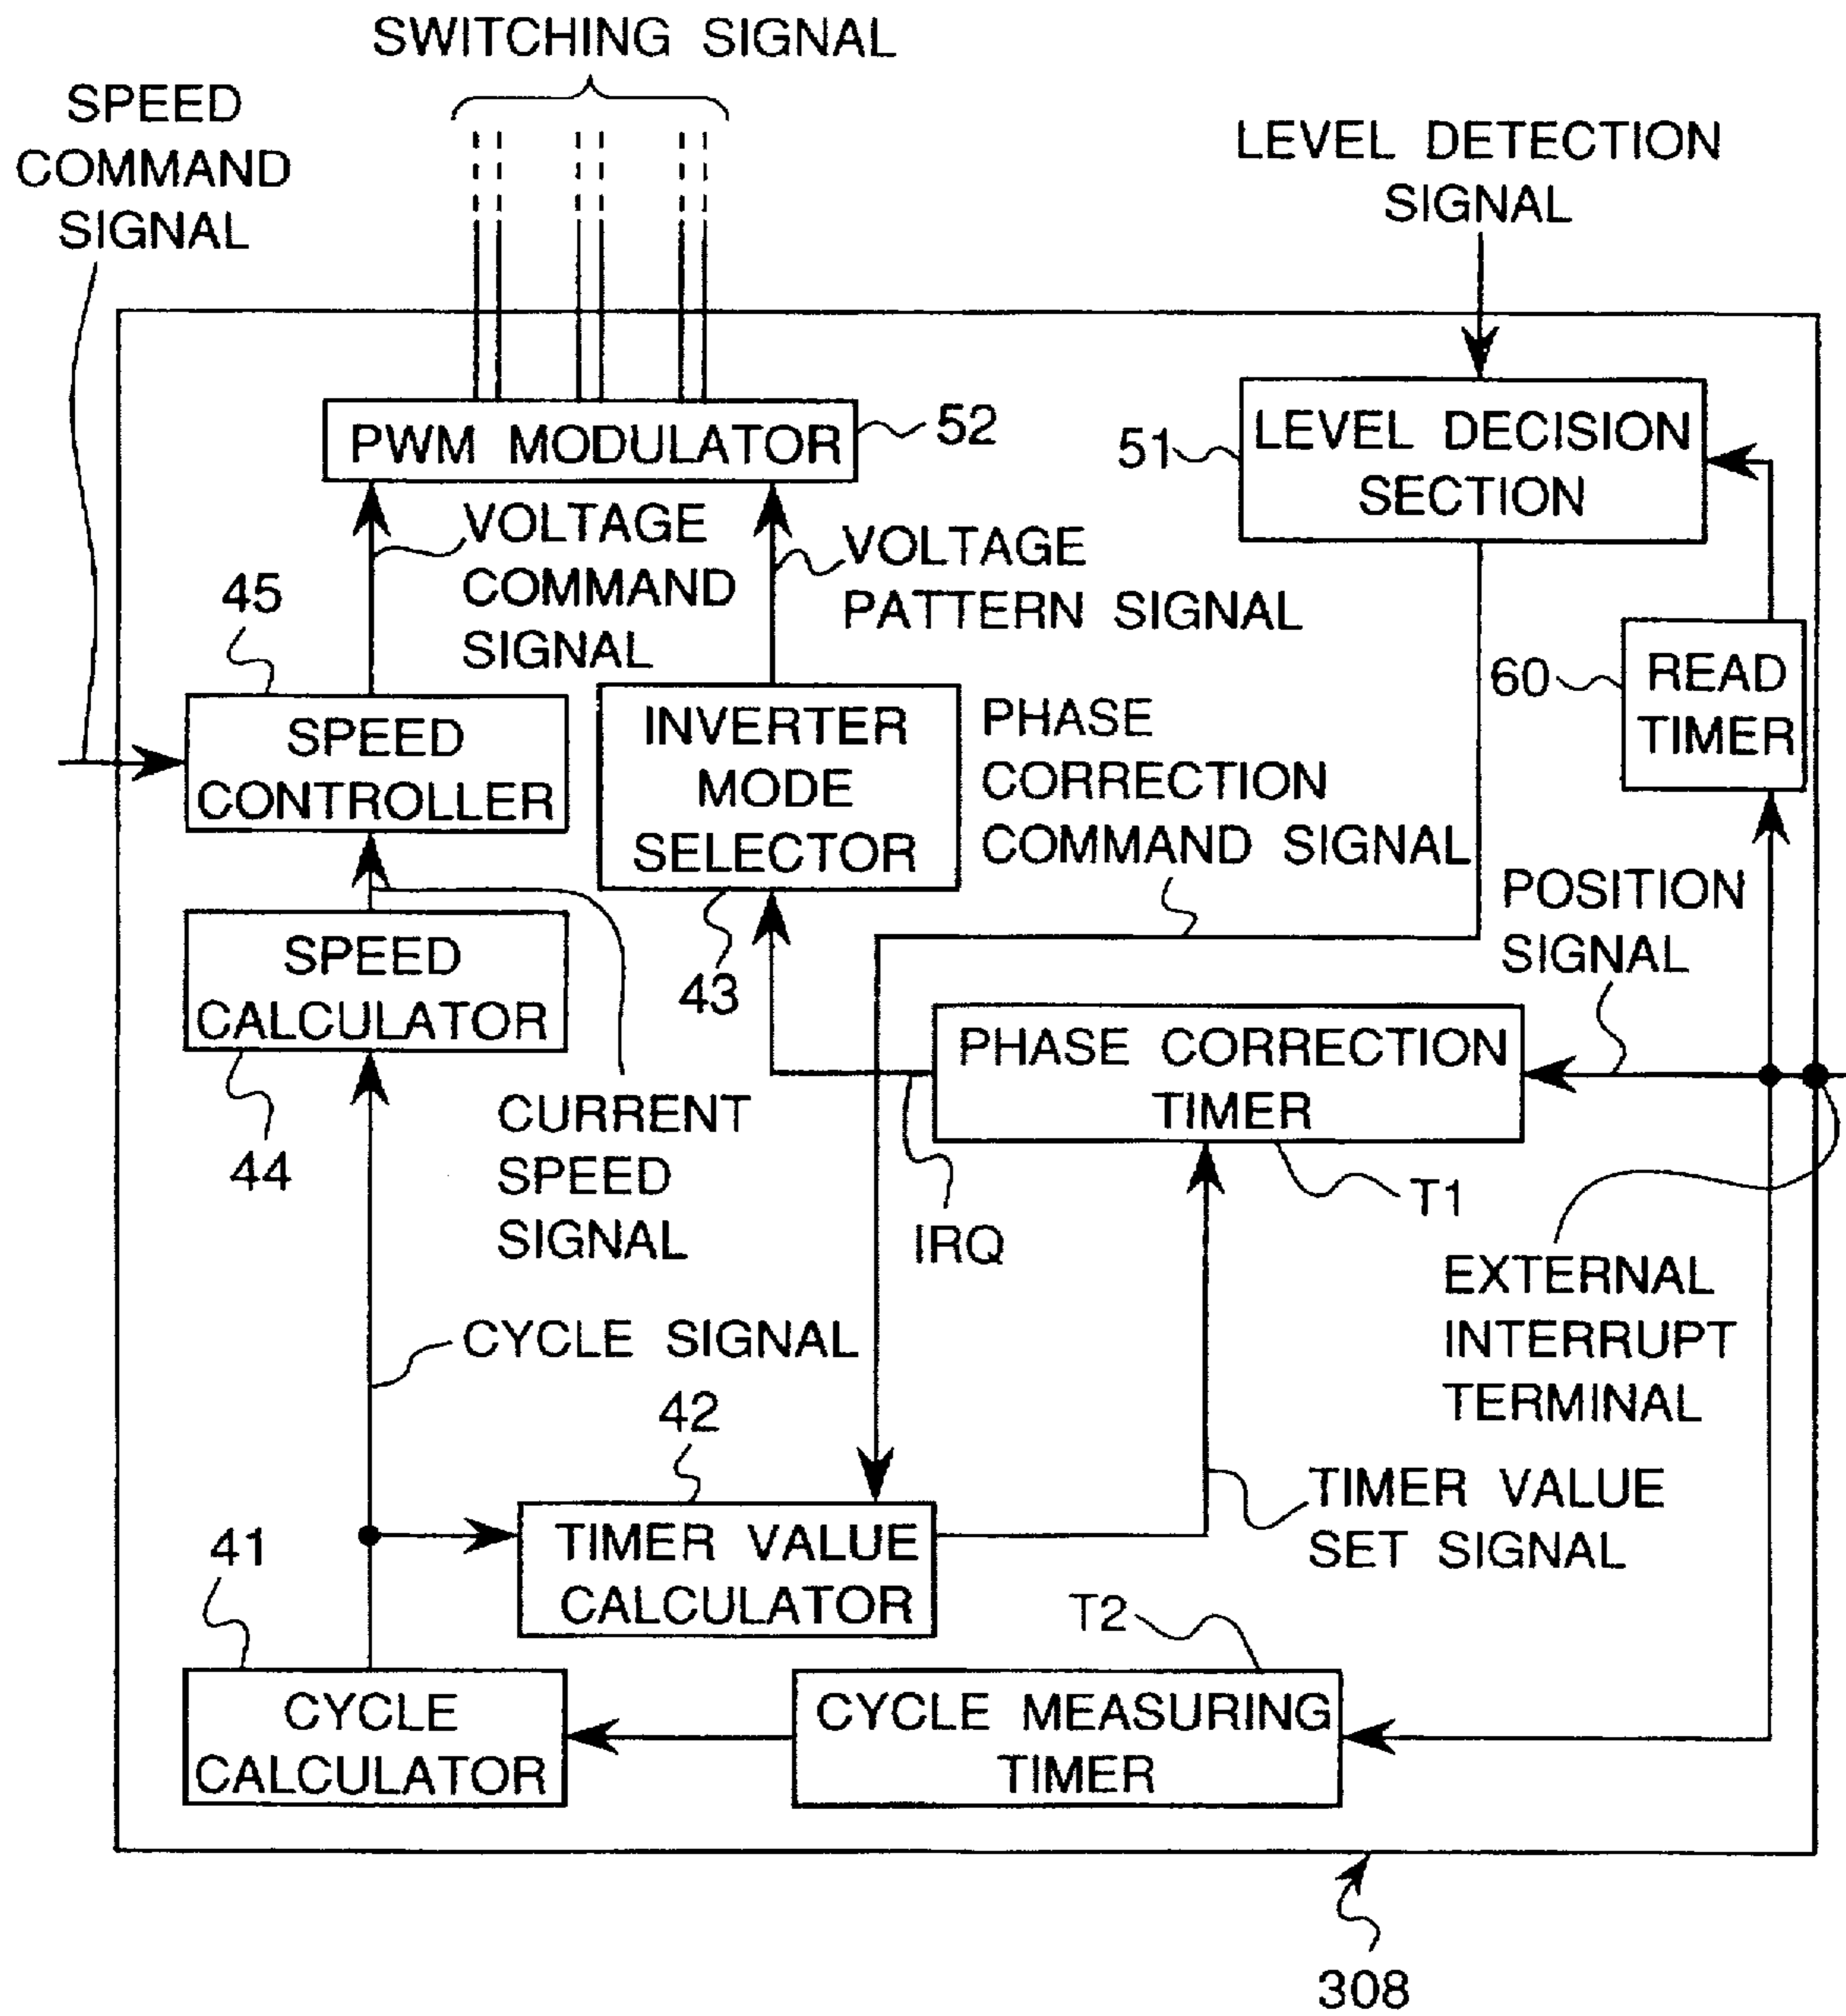 SWITCHING SIGNAL
SPEED
COMMAND
SIGNAL
LEVEL DETECTION
SIGNAL
PWM MODULATOR
52
51
LEVEL DECISION
SECTION
VOLTAGE
COMMAND
SIGNAL
VOLTAGE
PATTERN SIGNAL
45
60
READ
TIMER
SPEED
CONTROLLER
INVERTER
MODE
SELECTOR
PHASE
CORRECTION
COMMAND SIGNAL
POSITION
SIGNAL
SPEED
CALCULATOR
43
PHASE CORRECTION
TIMER
44
CURRENT
SPEED
SIGNAL
IRQ
T1
EXTERNAL
INTERRUPT
TERMINAL
CYCLE SIGNAL
42
TIMER VALUE
SET SIGNAL
41
TIMER VALUE
CALCULATOR
T2
CYCLE
CALCULATOR
CYCLE MEASURING
TIMER
308